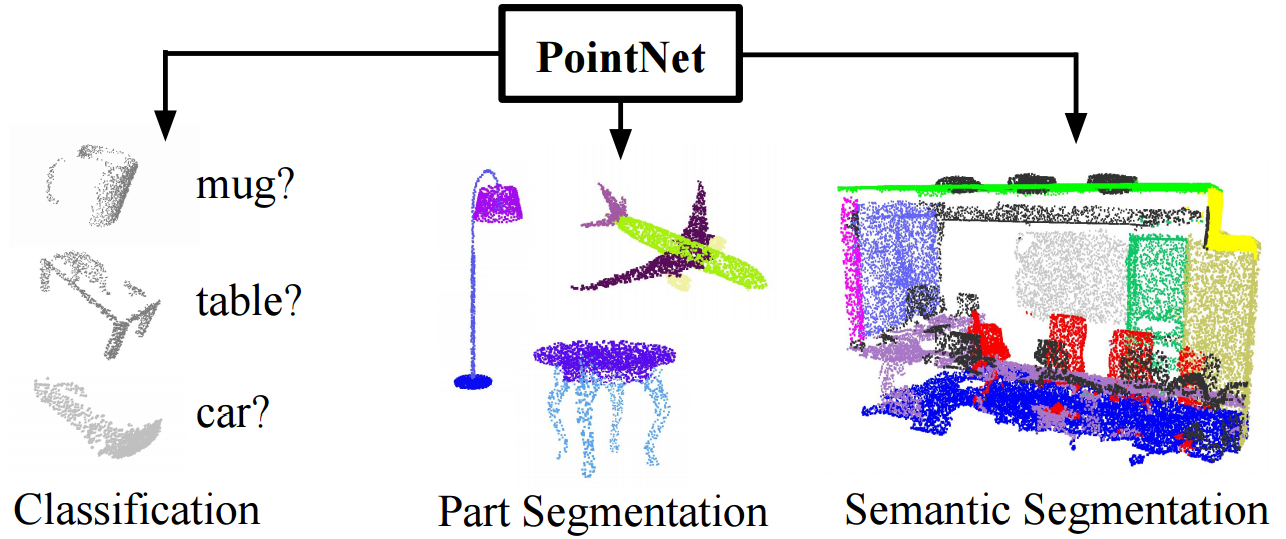 PointNet
mug?
table?
car?
Classification
Part Segmentation
Semantic Segmentation